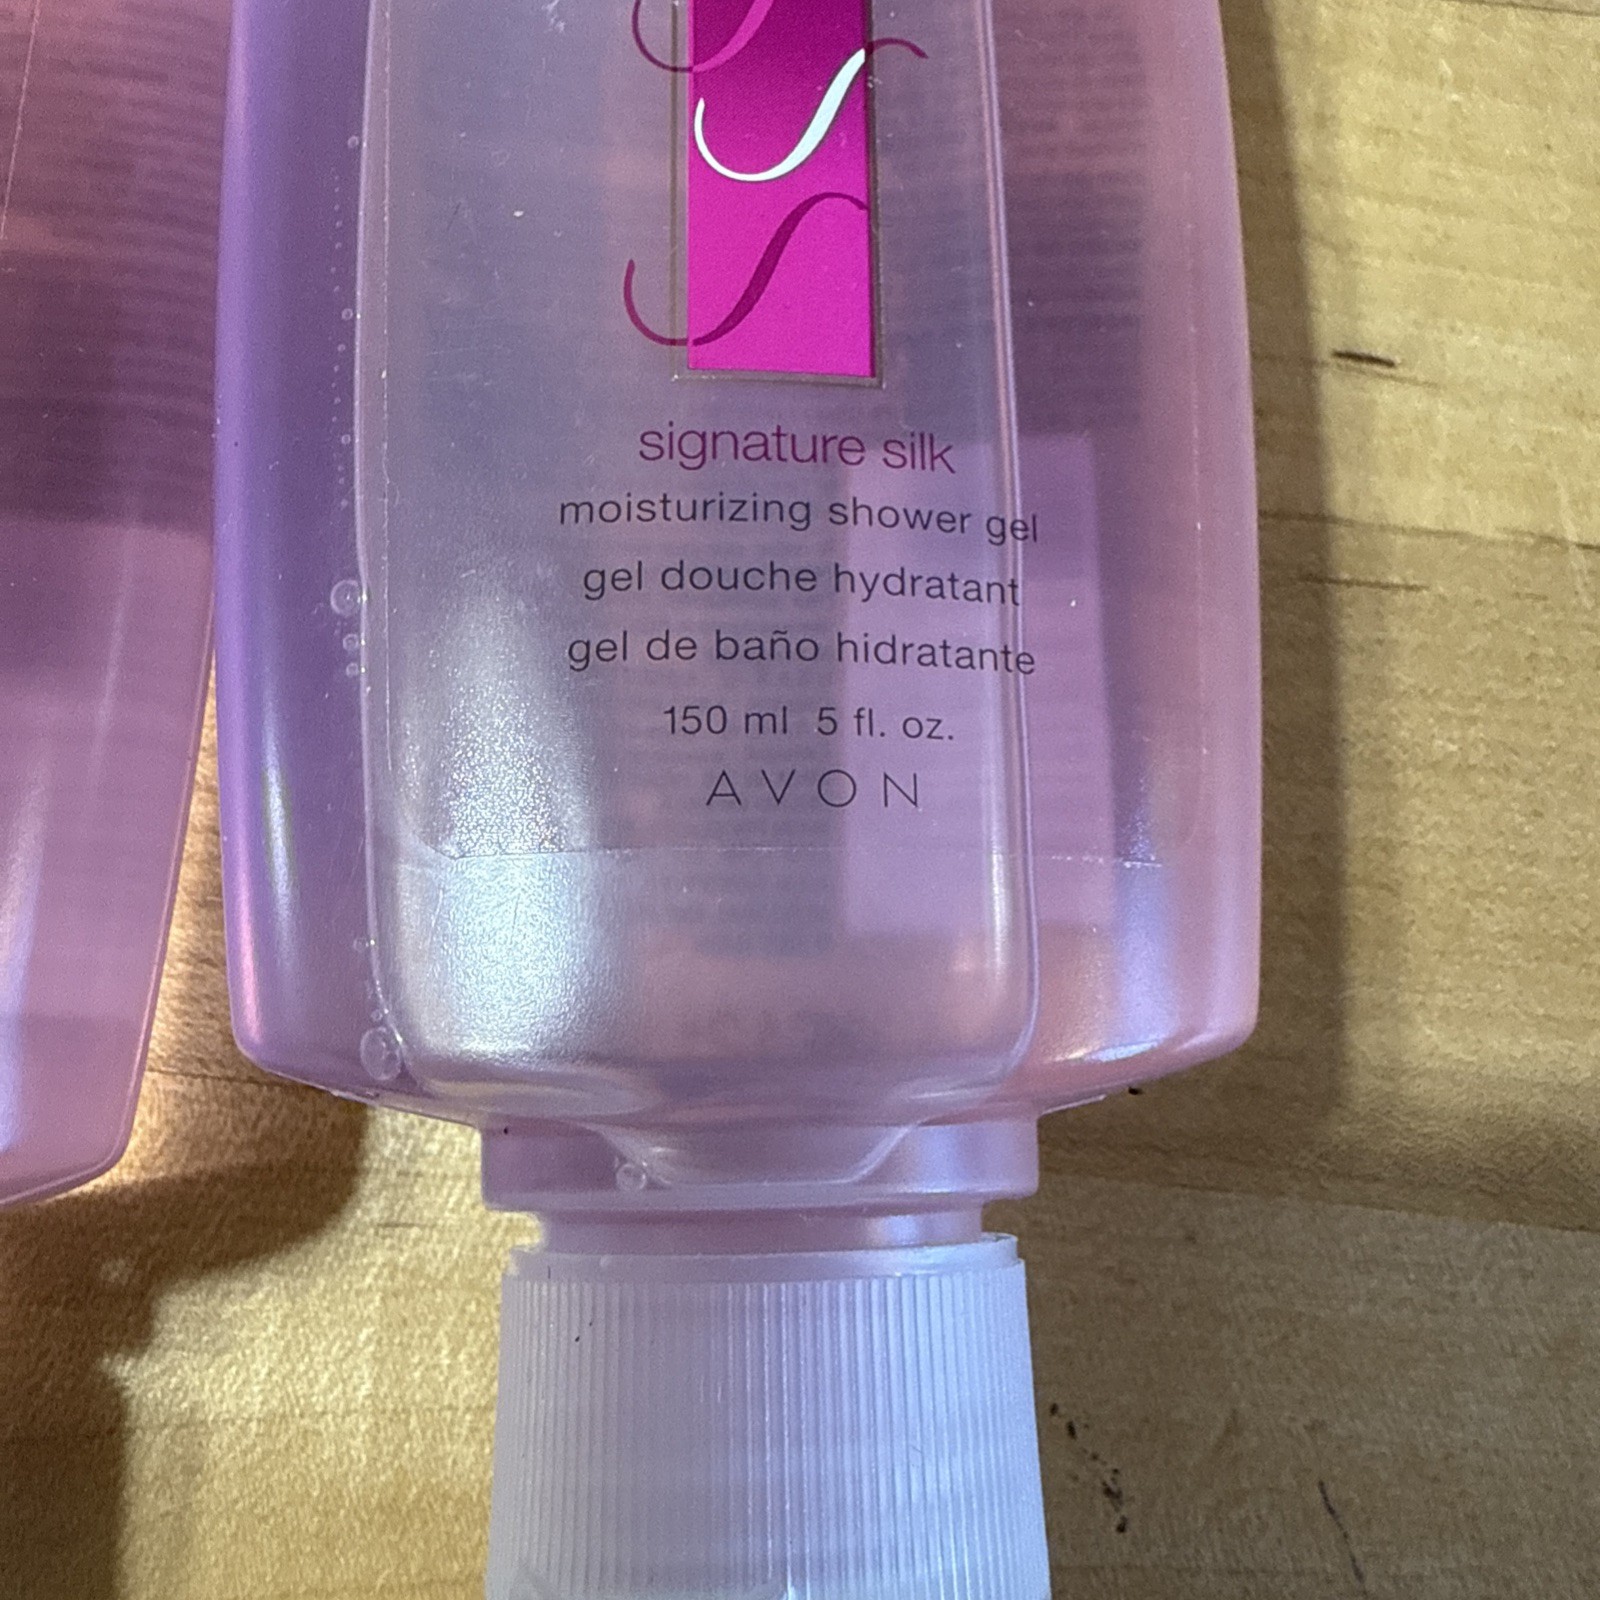 signature silk
moisturizing shower gel
gel douche hydratant
gel de baño hidratante
150 ml 5 fl. oz.
AVON